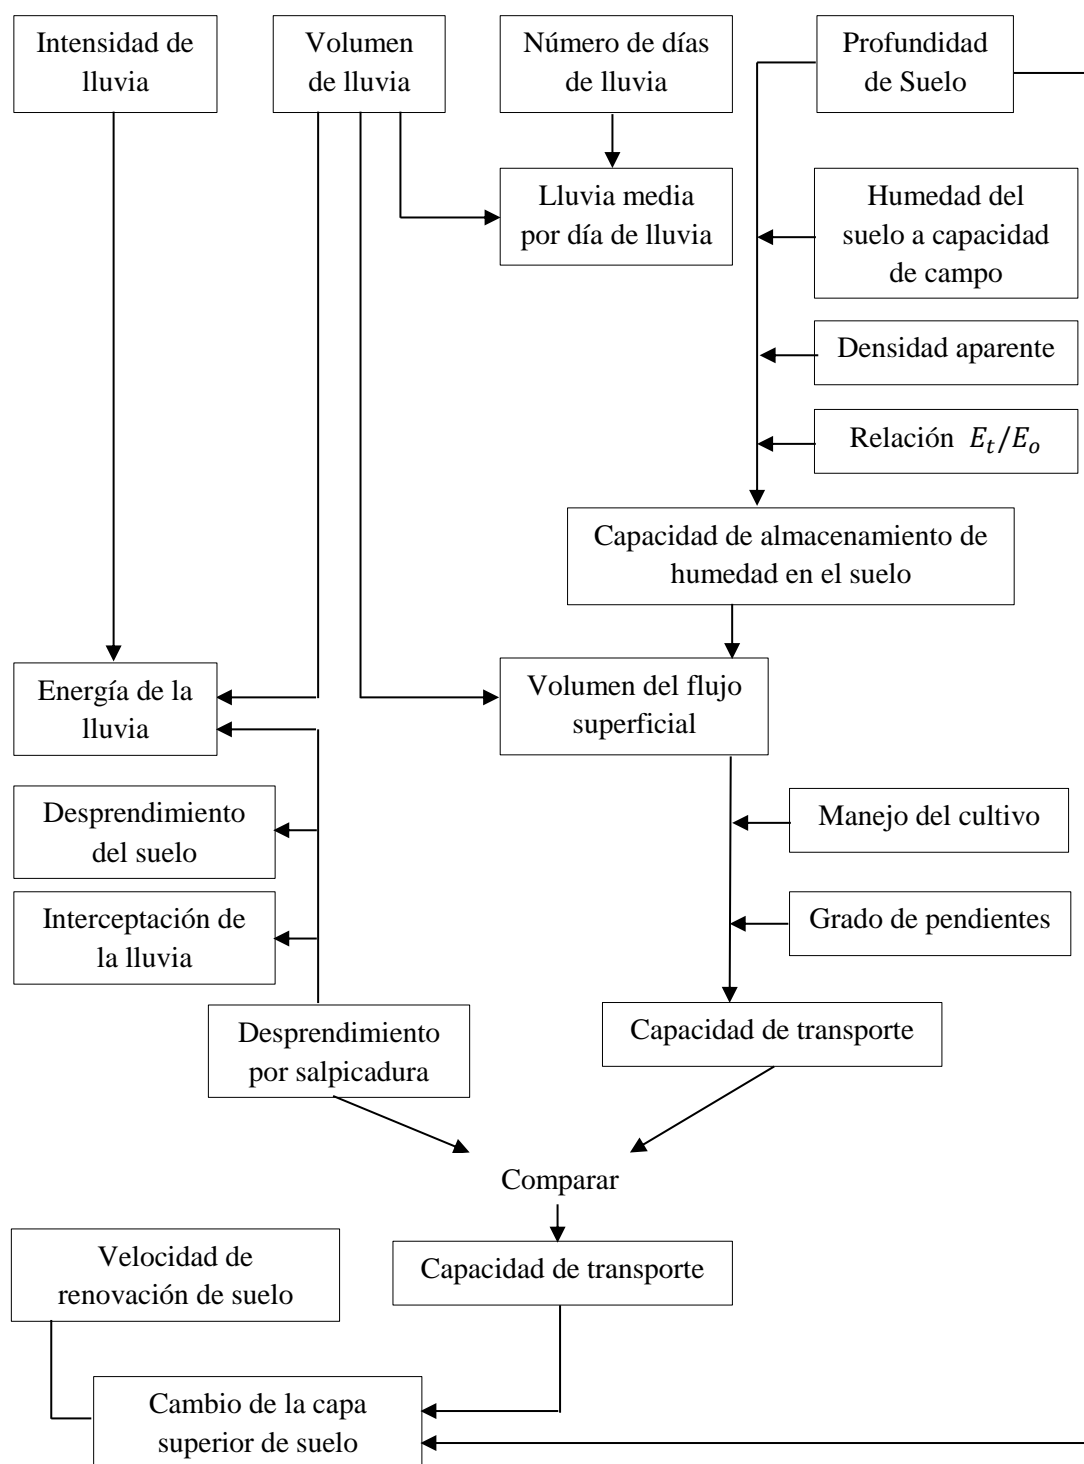 Intensidad de
lluvia
Volumen
de lluvia
Número de días
de lluvia
Profundidad
de Suelo
Lluvia media
por día de lluvia
Humedad del
suelo a capacidad
de campo
Densidad aparente
Relación E_t/E_o
Capacidad de almacenamiento de
humedad en el suelo
Energía de la
lluvia
Volumen del flujo
superficial
Desprendimiento
del suelo
Manejo del cultivo
Interceptación de
la lluvia
Grado de pendientes
Desprendimiento
por salpicadura
Capacidad de transporte
Comparar
Velocidad de
renovación de suelo
Capacidad de transporte
Cambio de la capa
superior de suelo